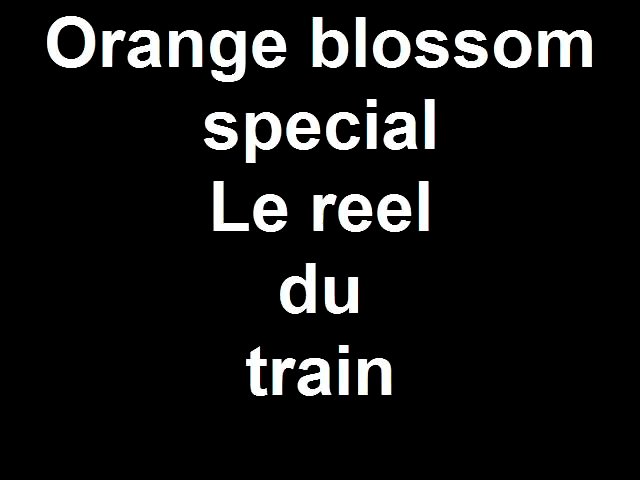 Orange blossom
special
Le reel
du
train